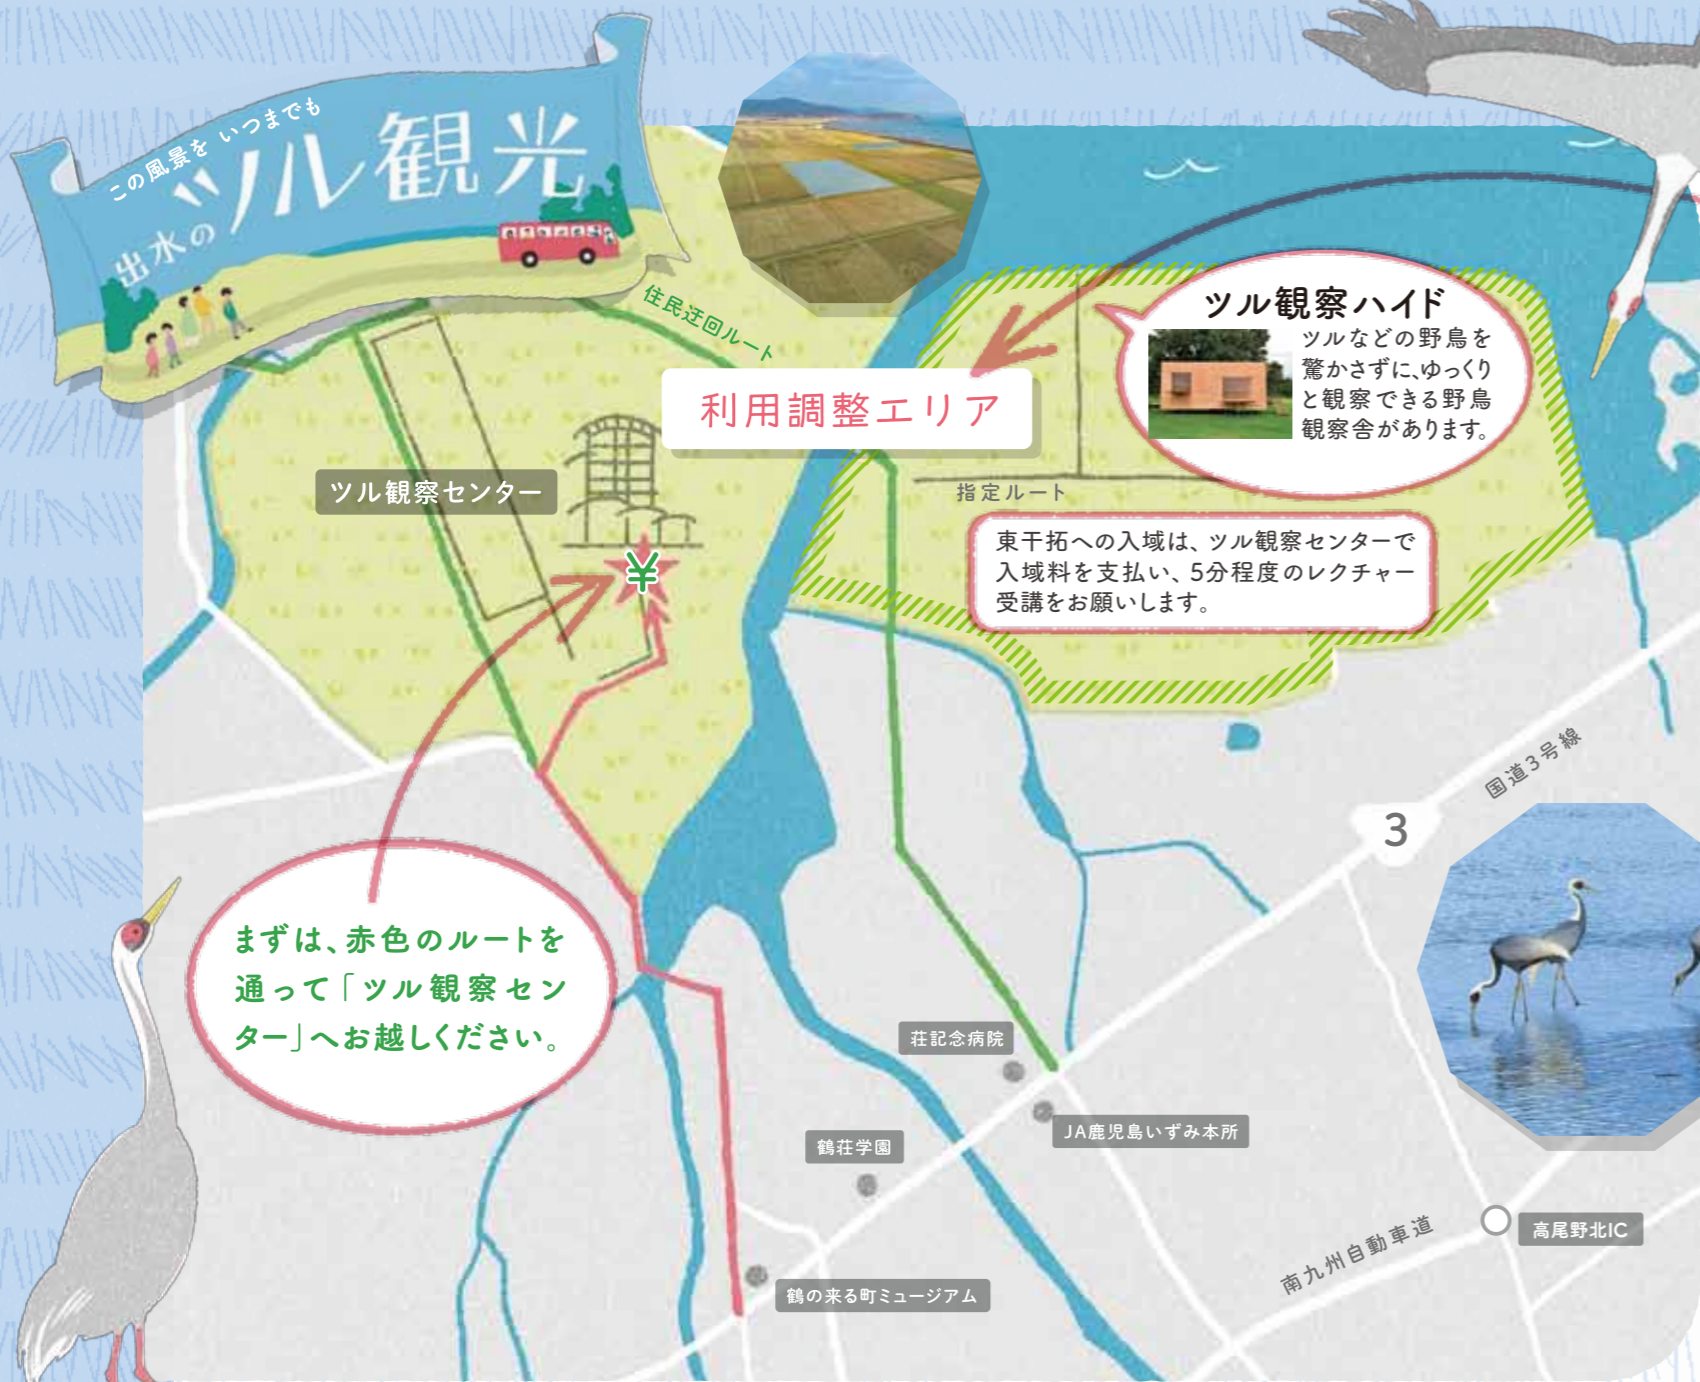 この風景を いつまでも
出水のツル観光
住民迂回ルート
利用調整エリア
ツル観察ハイド
ツルなどの野鳥を
驚かさずに、ゆっくり
と観察できる野鳥
観察舎があります。
ツル観察センター
指定ルート
東干拓への入域は、ツル観察センターで
入域料を支払い、5分程度のレクチャー
受講をお願いします。
¥
国道3号線
3
まずは、赤色のルートを
通って「ツル観察セン
ター」へお越しください。
荘記念病院
JA鹿児島いずみ本所
鶴荘学園
高尾野北IC
南九州自動車道
鶴の来る町ミュージアム